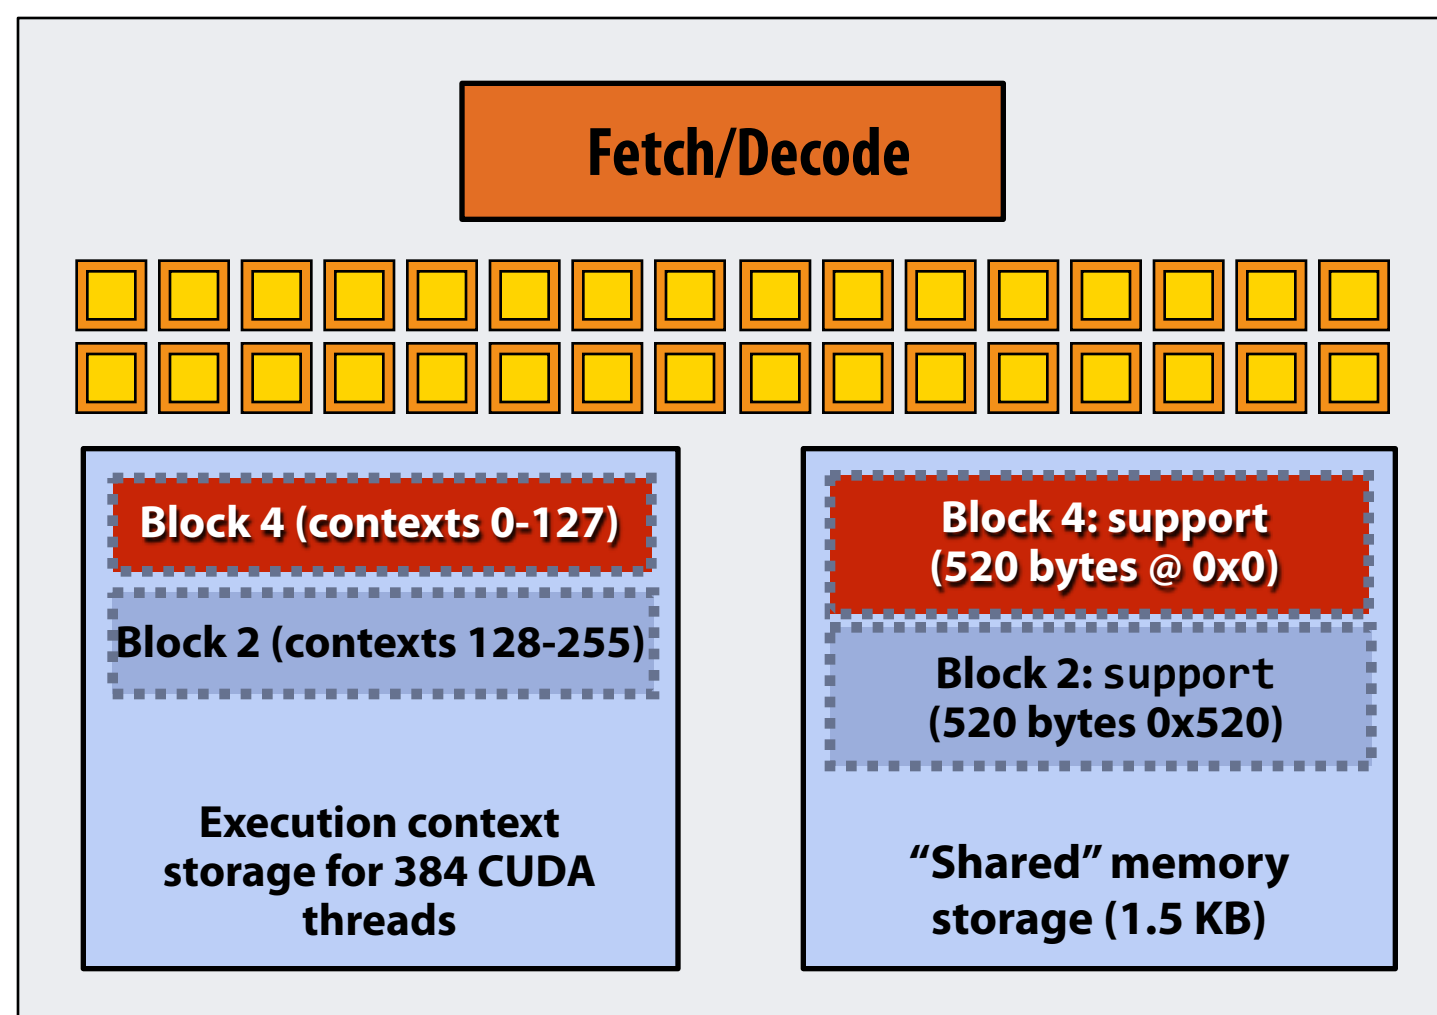 Fetch/Decode
Block 4 (contexts 0-127)
Block 2 (contexts 128-255)
Execution context
storage for 384 CUDA
threads
Block 4: support
(520 bytes @ 0x0)
Block 2: support
(520 bytes 0x520)
“Shared” memory
storage (1.5 KB)